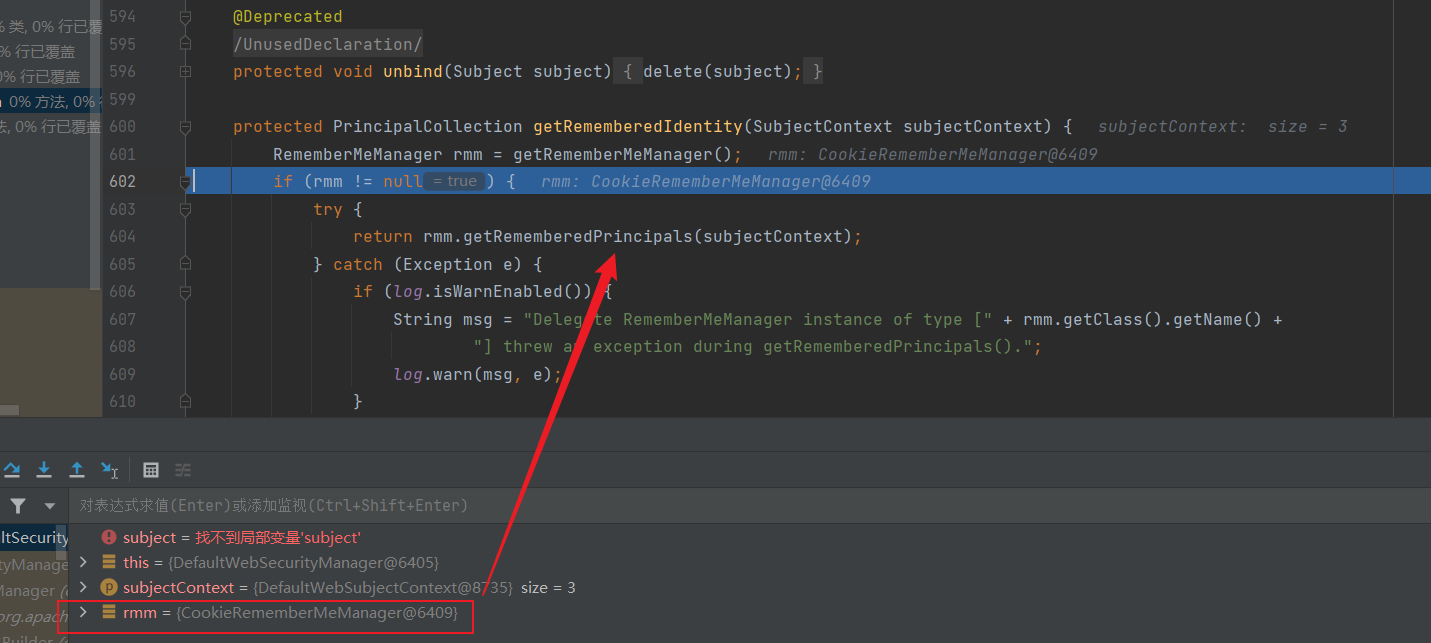 类, 0% 行已覆
% 行已覆盖
0% 行已覆盖
0% 方法, 0%
法, 0% 行已覆盖
594 @Deprecated
595 /UnusedDeclaration/
596 protected void unbind(Subject subject) { delete(subject); }
599
600 protected PrincipalCollection getRememberedIdentity(SubjectContext subjectContext) { subjectContext: size = 3
601 RememberMeManager rmm = getRememberMeManager(); rmm: CookieRememberMeManager@6409
602 if (rmm != null = true ) { rmm: CookieRememberMeManager@6409
603 try {
604 return rmm.getRememberedPrincipals(subjectContext);
605 } catch (Exception e) {
606 if (log.isWarnEnabled()) {
607 String msg = "Delegate RememberMeManager instance of type [" + rmm.getClass().getName() +
608 "] threw an exception during getRememberedPrincipals().";
609 log.warn(msg, e);
610 }
对表达式求值(Enter)或添加监视(Ctrl+Shift+Enter)
ltSecurity
subject = 找不到局部变量'subject'
ityManage
this = {DefaultWebSecurityManager@6405}
Manager (
subjectContext = {DefaultWebSubjectContext@8735} size = 3
org.apach
rmm = {CookieRememberMeManager@6409}
Builder (